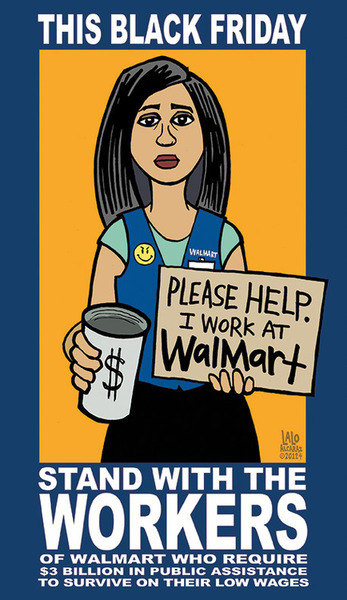 THIS BLACK FRIDAY
WALMART
PLEASE HELP.
I WORK AT
WalMart
$
LALO
ALCARAZ
©2014
STAND WITH THE
WORKERS
OF WALMART WHO REQUIRE
$3 BILLION IN PUBLIC ASSISTANCE
TO SURVIVE ON THEIR LOW WAGES